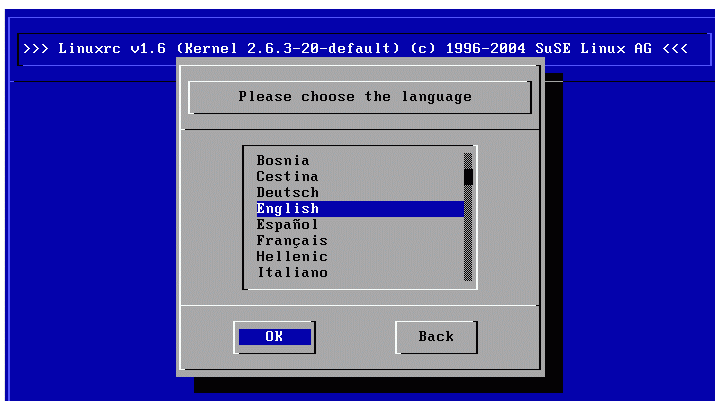 >>> Linuxrc v1.6 (Kernel 2.6.3-20-default) (c) 1996-2004 SuSE Linux AG <<<
Please choose the language
Bosnia
Cestina
Deutsch
English
Español
Français
Hellenic
Italiano
OK
Back